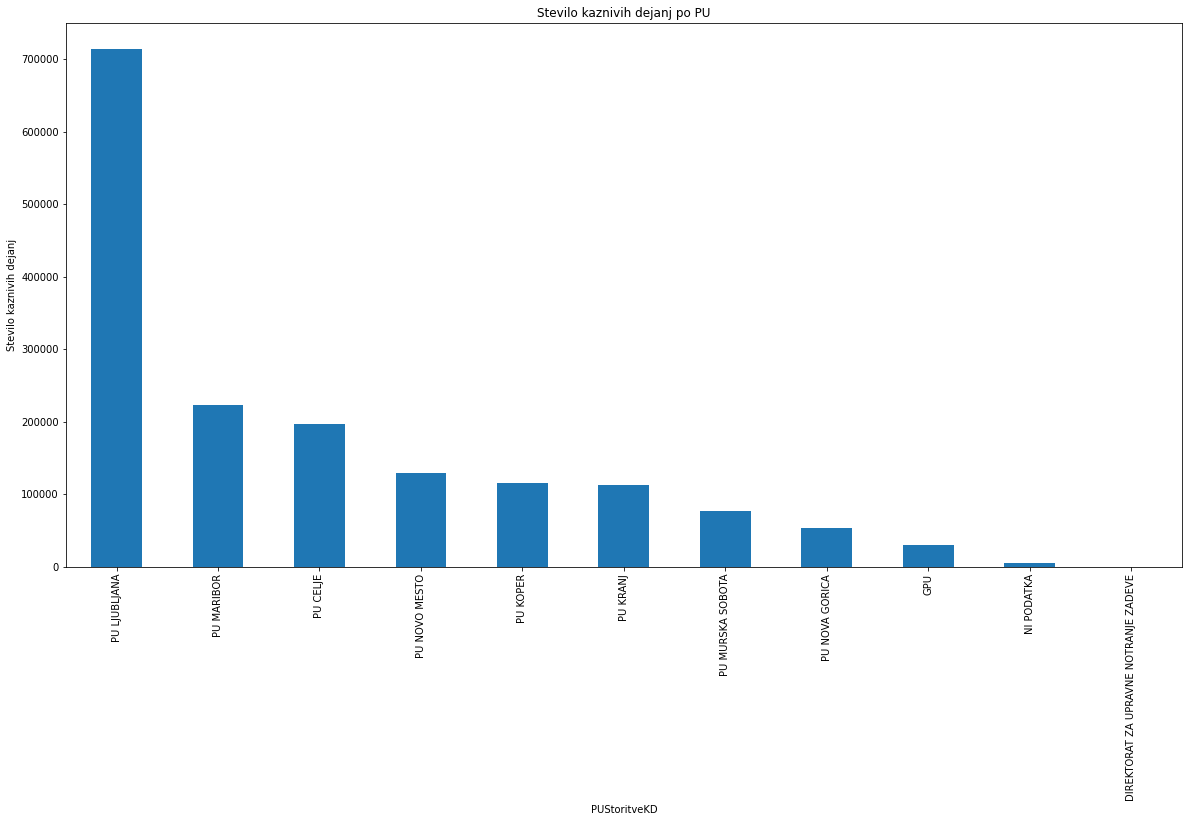 Stevilo kaznivih dejanj po PU
Stevilo kaznivih dejanj
700000
600000
500000
400000
300000
200000
100000
0
PU LJUBLJANA
PU MARIBOR
PU CELJE
PU NOVO MESTO
PU KOPER
PU KRANJ
PU MURSKA SOBOTA
PU NOVA GORICA
GPU
NI PODATKA
DIREKTORAT ZA UPRAVNE NOTRANJE ZADEVE
PUStoritveKD